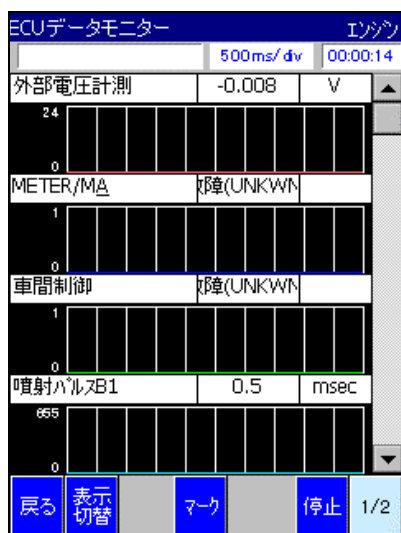 ECUデータモニター エンジン
500ms/div 00:00:14
外部電圧計測 -0.008 V
24
0
METER/MA 故障(UNKWN
1
0
車間制御 故障(UNKWN
1
0
噴射パルスB1 0.5 msec
655
0
戻る 表示切替 マーク 停止 1/2